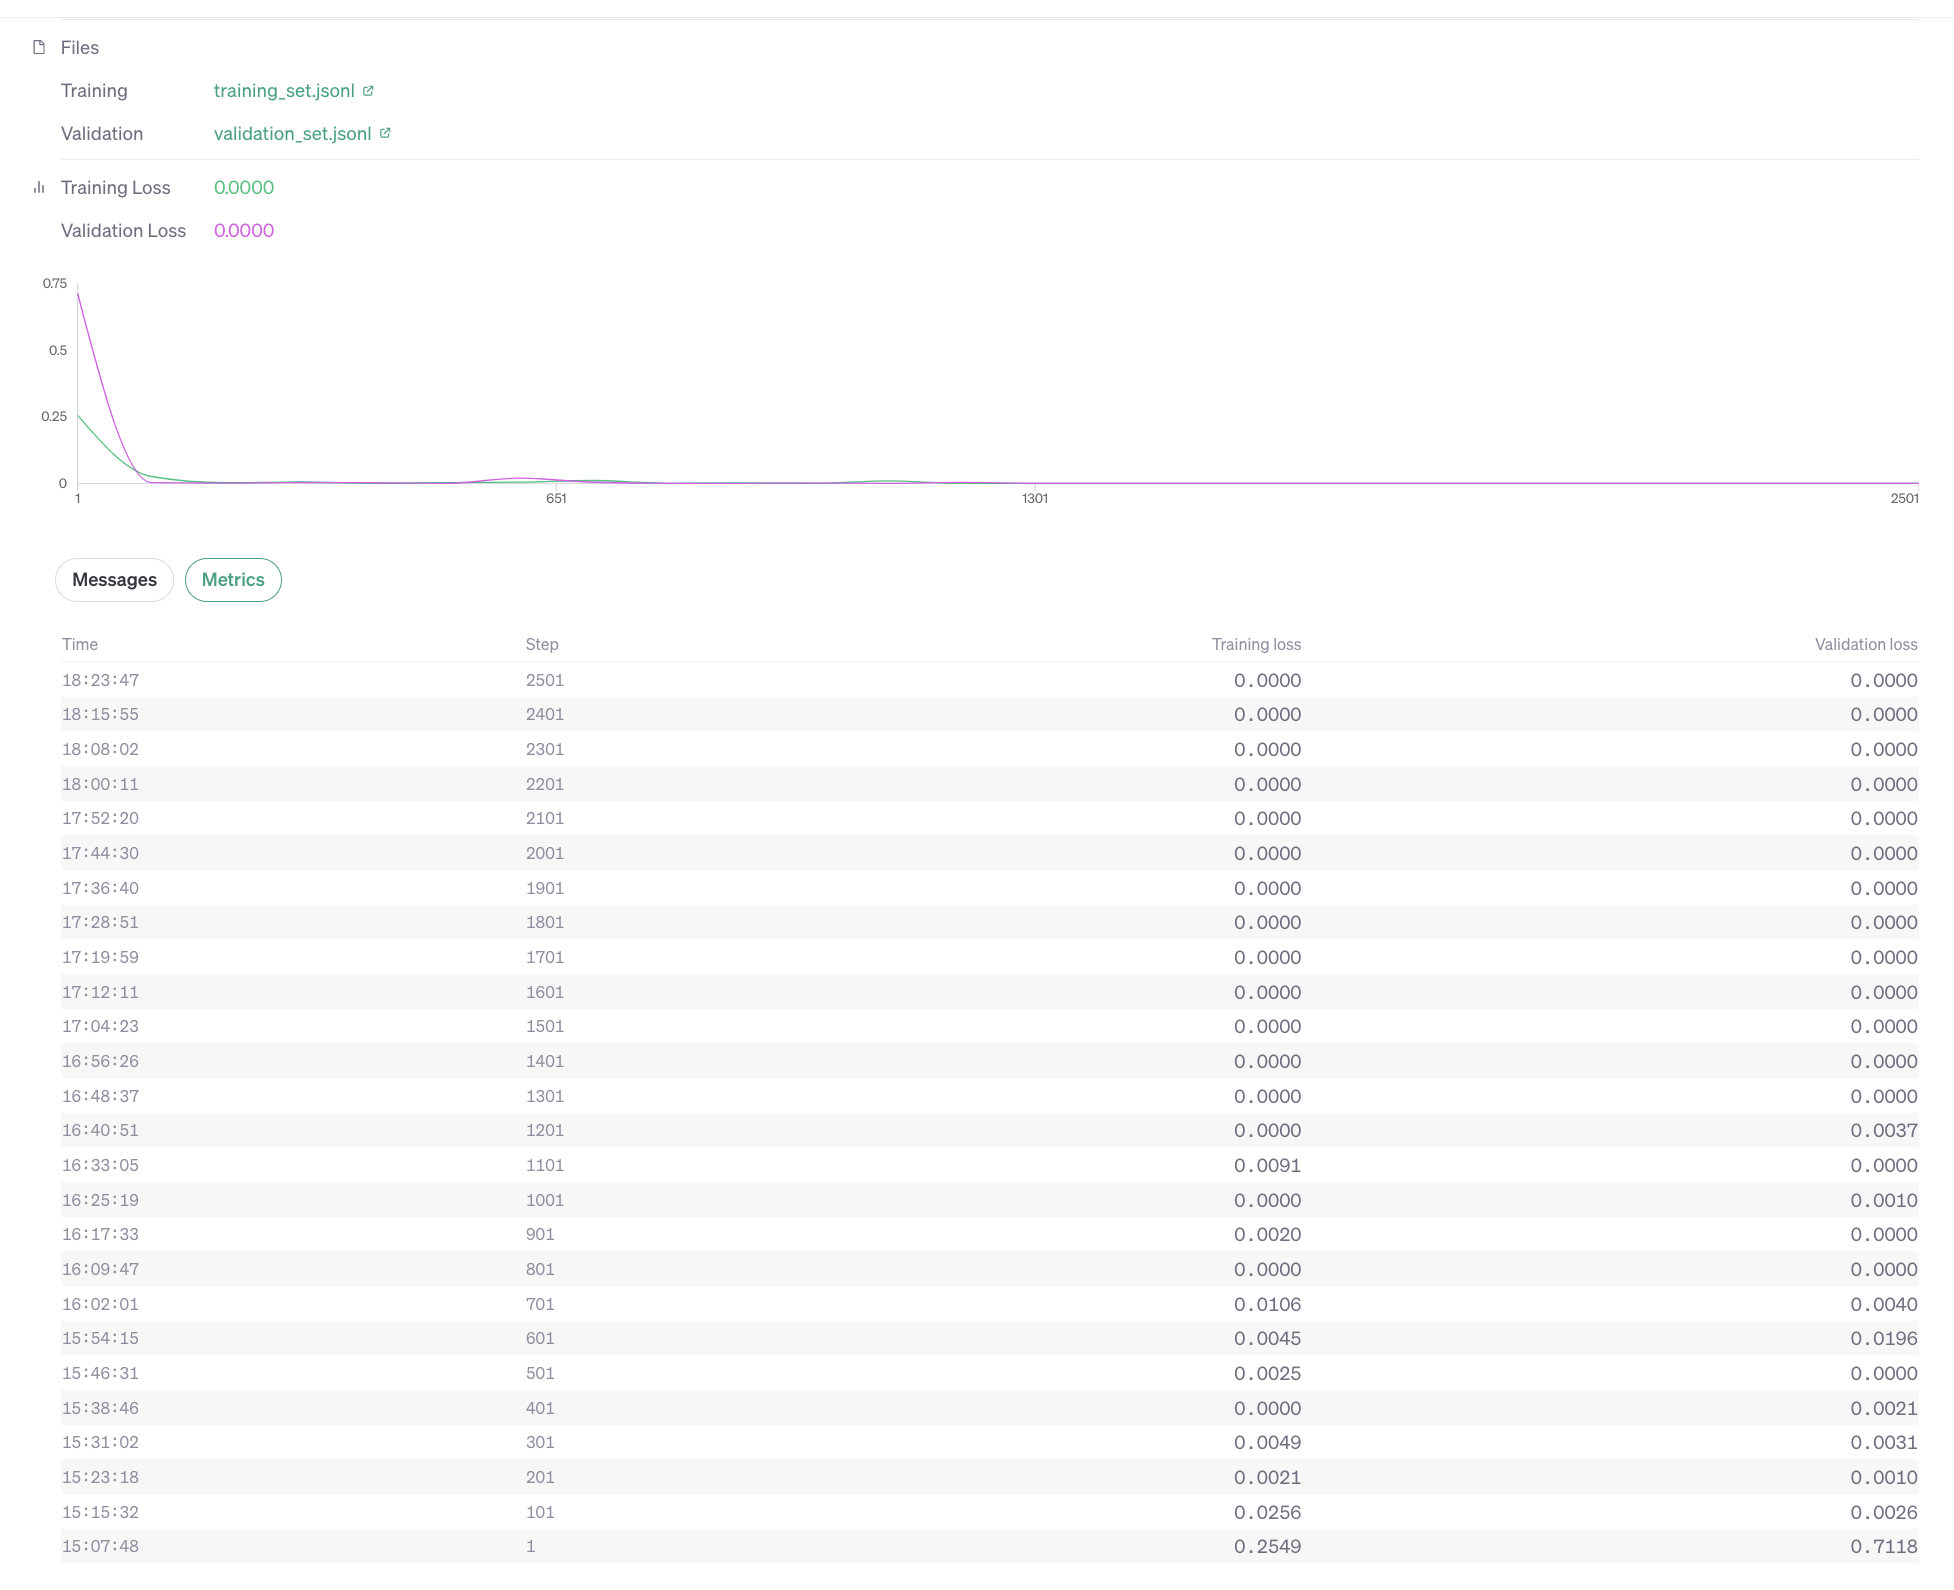 Files
Training training_set.jsonl
Validation validation_set.jsonl
Training Loss 0.0000
Validation Loss 0.0000
0.75
0.5
0.25
0
1 651 1301 2501
Messages Metrics
Time Step Training loss Validation loss
18:23:47 2501 0.0000 0.0000
18:15:55 2401 0.0000 0.0000
18:08:02 2301 0.0000 0.0000
18:00:11 2201 0.0000 0.0000
17:52:20 2101 0.0000 0.0000
17:44:30 2001 0.0000 0.0000
17:36:40 1901 0.0000 0.0000
17:28:51 1801 0.0000 0.0000
17:19:59 1701 0.0000 0.0000
17:12:11 1601 0.0000 0.0000
17:04:23 1501 0.0000 0.0000
16:56:26 1401 0.0000 0.0000
16:48:37 1301 0.0000 0.0000
16:40:51 1201 0.0000 0.0037
16:33:05 1101 0.0091 0.0000
16:25:19 1001 0.0000 0.0010
16:17:33 901 0.0020 0.0000
16:09:47 801 0.0000 0.0000
16:02:01 701 0.0106 0.0040
15:54:15 601 0.0045 0.0196
15:46:31 501 0.0025 0.0000
15:38:46 401 0.0000 0.0021
15:31:02 301 0.0049 0.0031
15:23:18 201 0.0021 0.0010
15:15:32 101 0.0256 0.0026
15:07:48 1 0.2549 0.7118